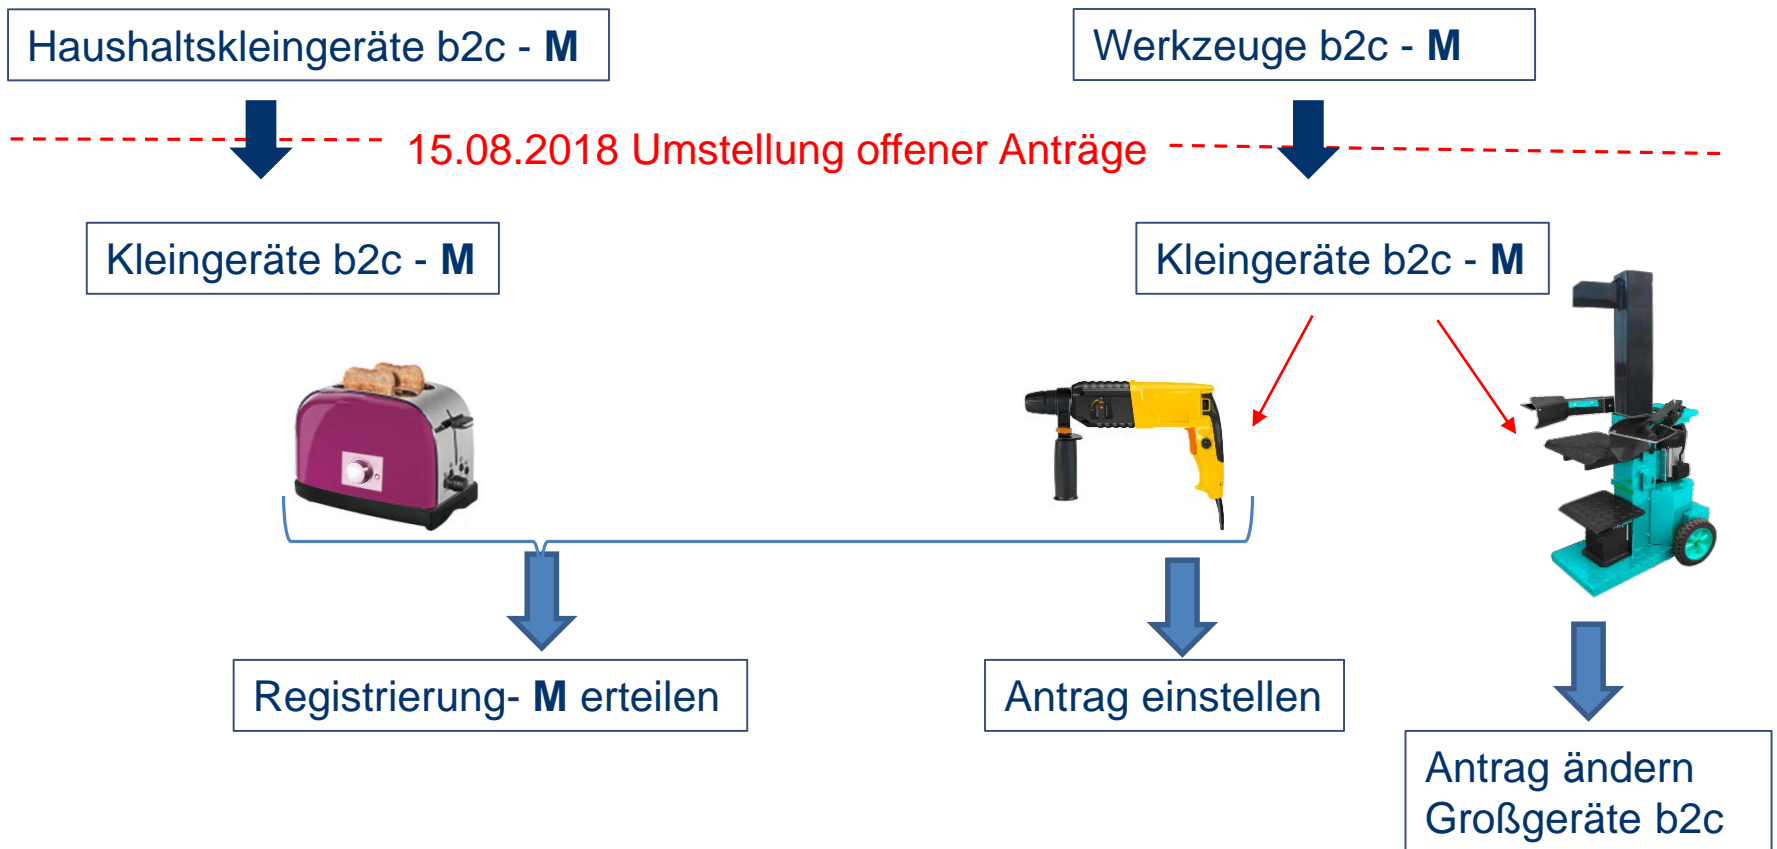 Haushaltskleingeräte b2c - M
Werkzeuge b2c - M
15.08.2018 Umstellung offener Anträge
Kleingeräte b2c - M
Kleingeräte b2c - M
Registrierung- M erteilen
Antrag einstellen
Antrag ändern
Großgeräte b2c